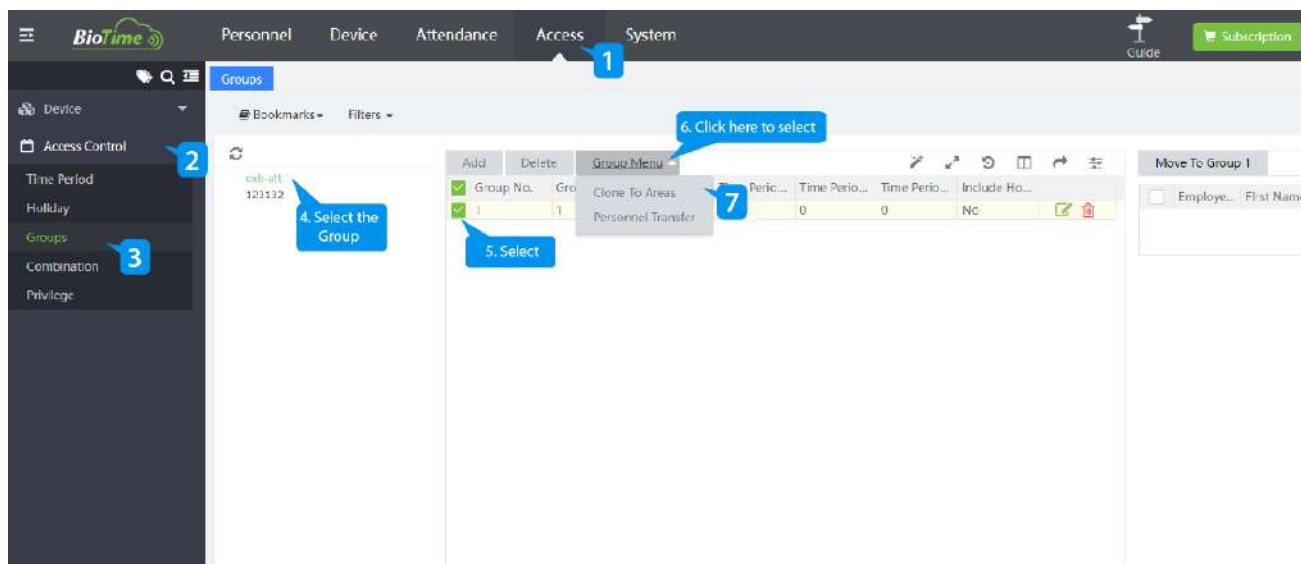 BioTime
Personnel Device Attendance Access System
1
Guide
Subscription
Groups
Device
Bookmarks Filters
6. Click here to select
Access Control
2
Add Delete Group Menu
Move To Group 1
Time Period
Group No. Gro Time Perio... Time Perio... Time Perio... Include Ho...
Employe... First Name
123132
Clone To Areas
7
Holiday
4. Select the
Group
1 1 0 0 No
Personnel Transfer
Groups
3
5. Select
Combination
Privilege